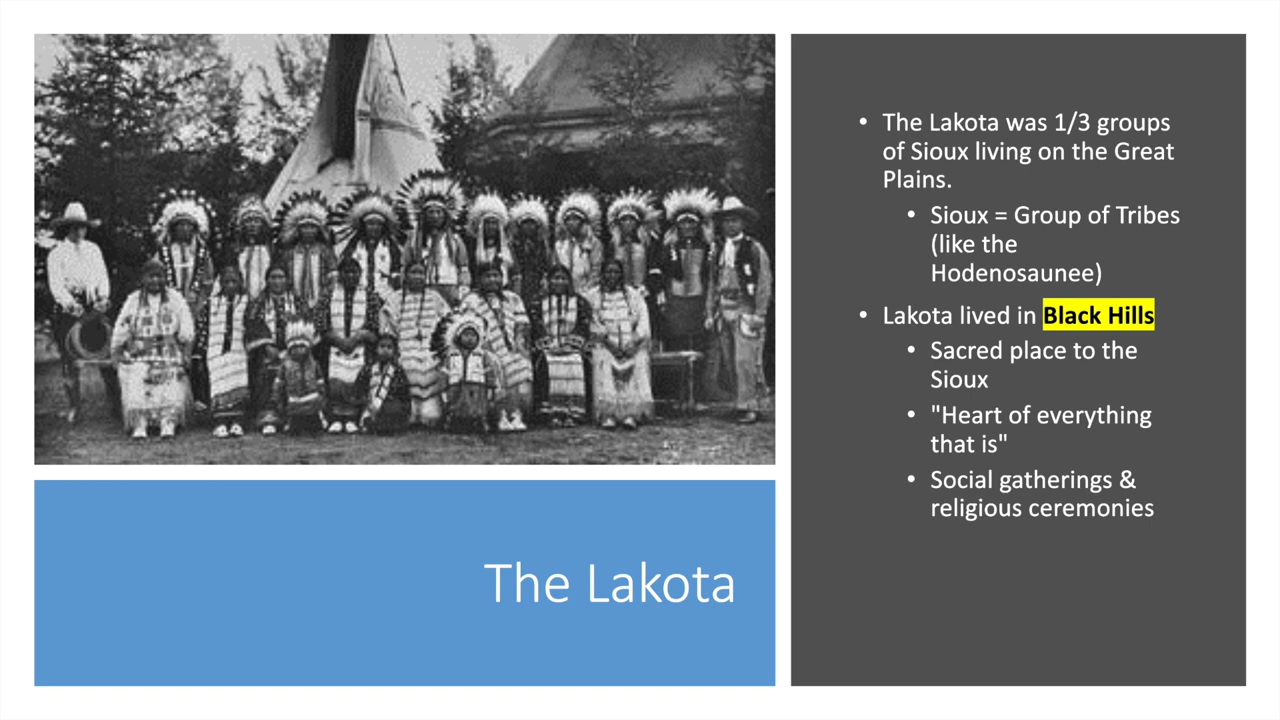 • The Lakota was 1/3 groups
of Sioux living on the Great
Plains.
• Sioux = Group of Tribes
(like the
Hodenosaunee)
• Lakota lived in Black Hills
• Sacred place to the
Sioux
• "Heart of everything
that is"
• Social gatherings &
religious ceremonies
The Lakota